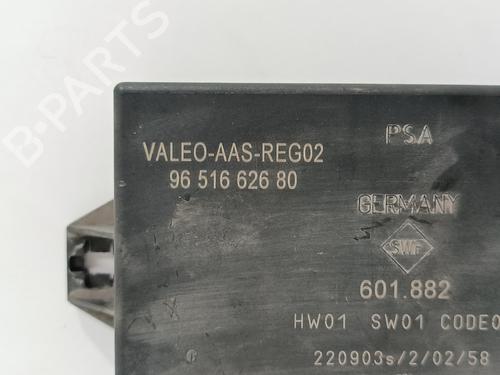 B-PARTS
VALEO-AAS-REG02
96 516 626 80
PSA
GERMANY
SWF
601.882
HW01 SW01 CODE0
220903s/2/02/58